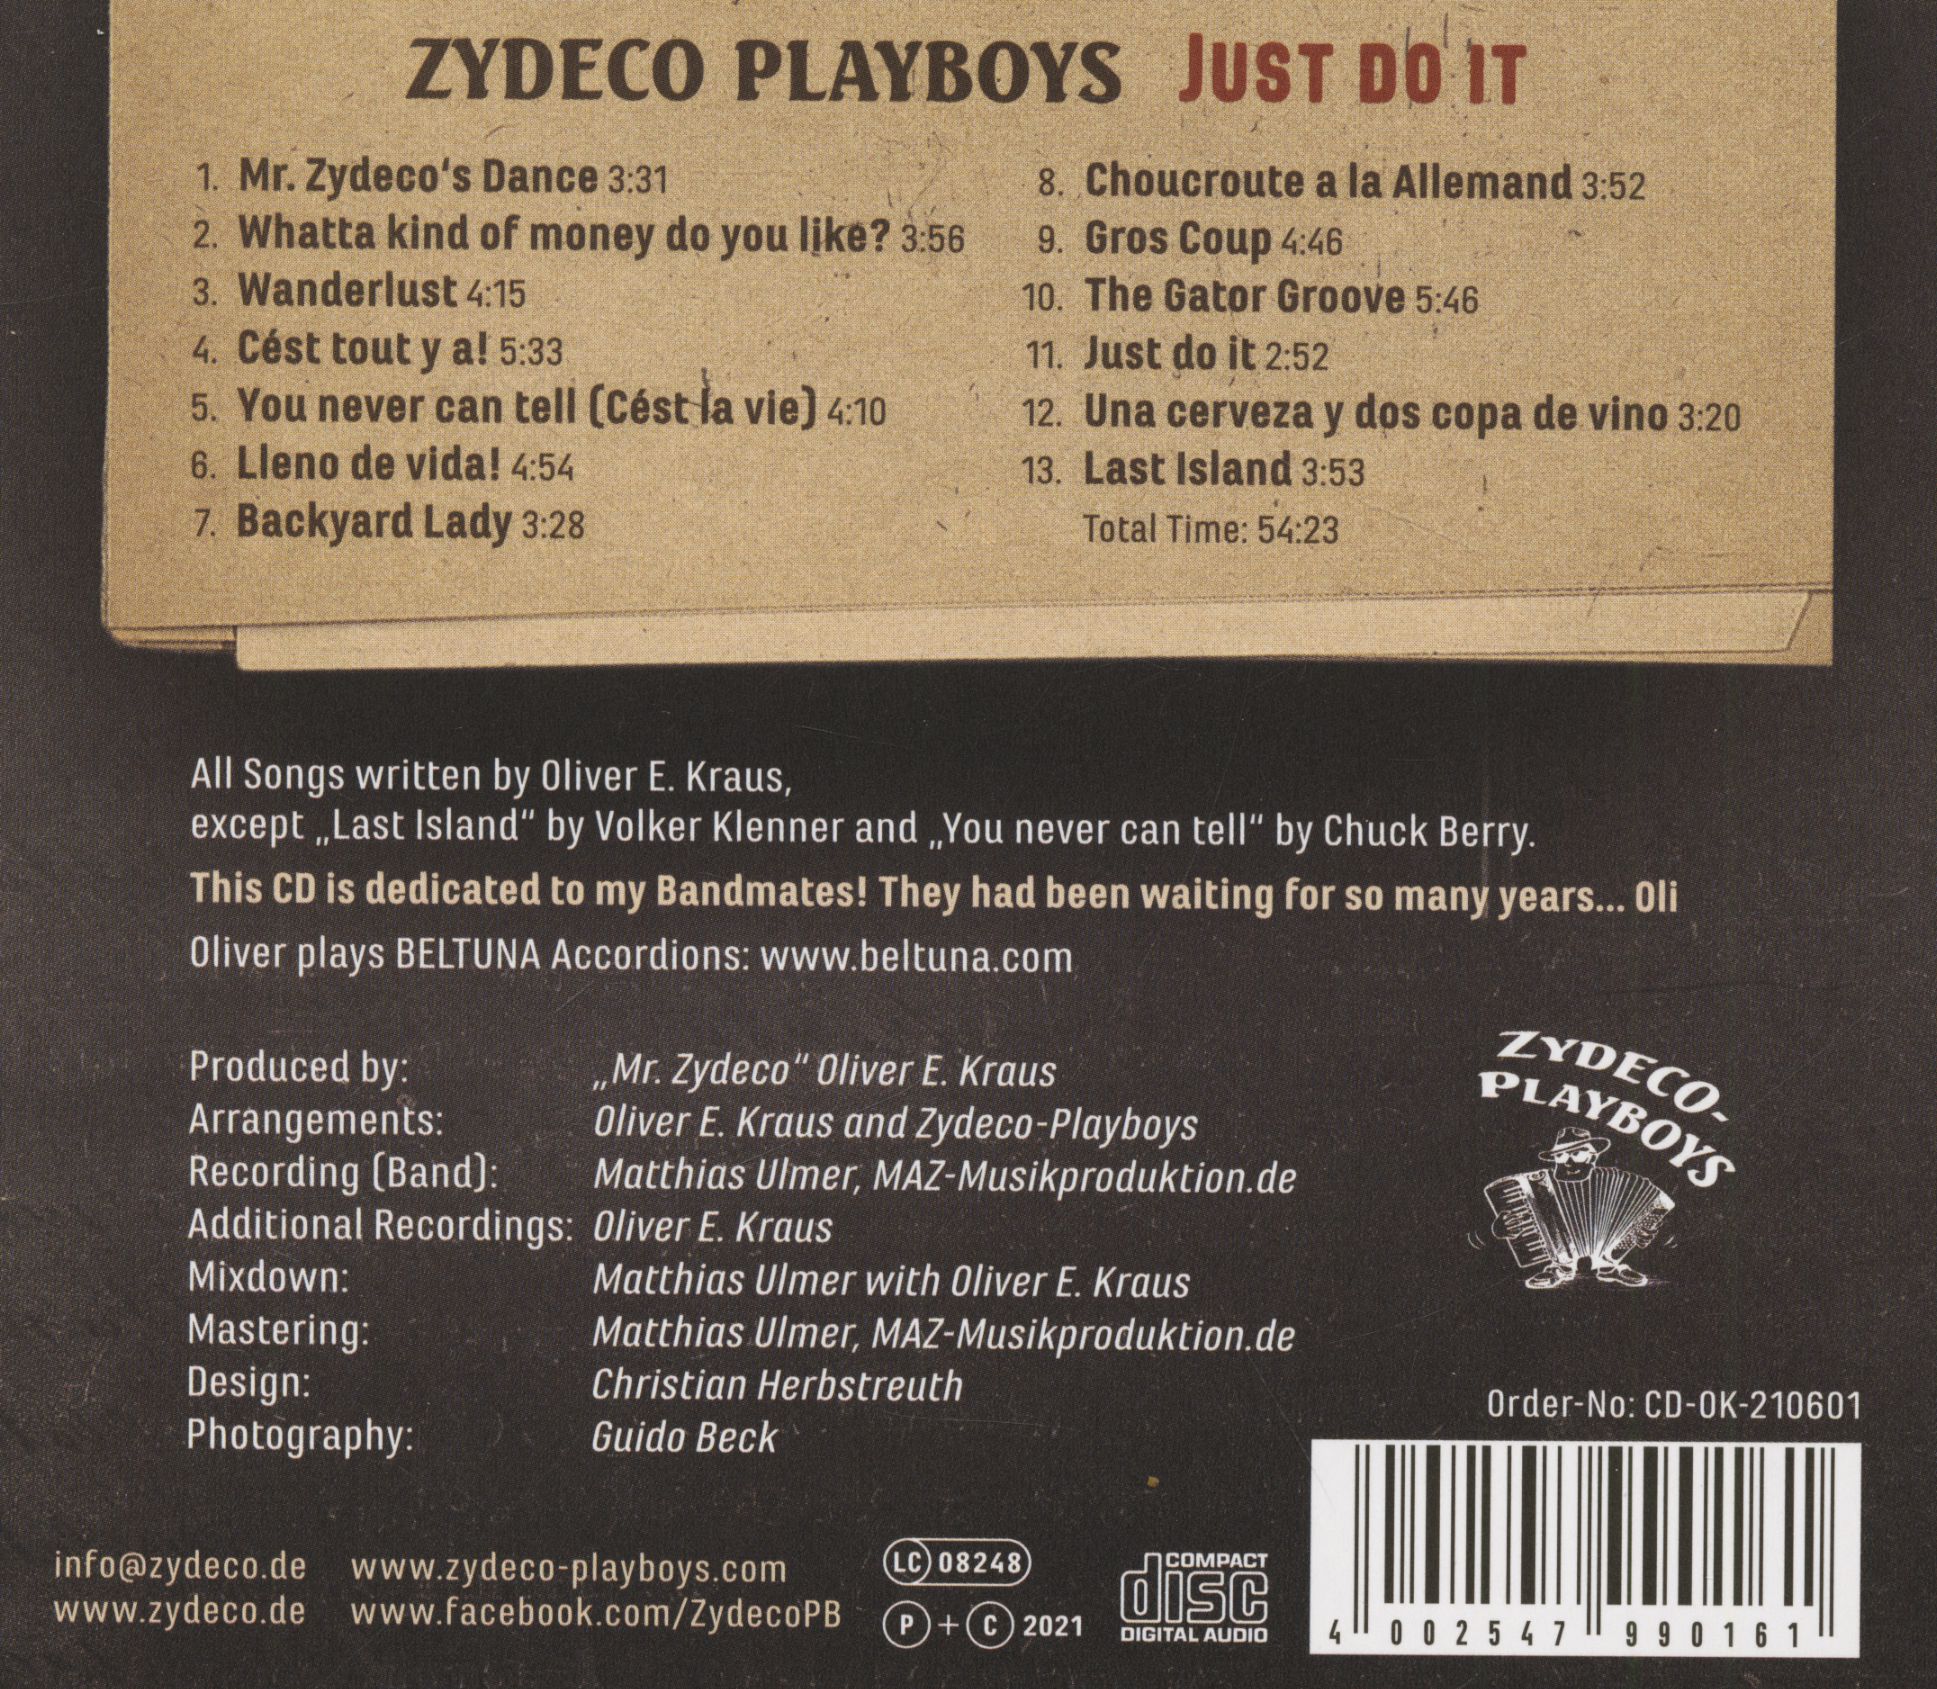 ZYDECO PLAYBOYS JUST DO IT
1. Mr. Zydeco‘s Dance 3:31
2. Whatta kind of money do you like? 3:56
3. Wanderlust 4:15
4. Cést tout y a! 5:33
5. You never can tell (Cést la vie) 4:10
6. Lleno de vida! 4:54
7. Backyard Lady 3:28
8. Choucroute a la Allemand 3:52
9. Gros Coup 4:46
10. The Gator Groove 5:46
11. Just do it 2:52
12. Una cerveza y dos copa de vino 3:20
13. Last Island 3:53
Total Time: 54:23
All Songs written by Oliver E. Kraus,
except „Last Island“ by Volker Klenner and „You never can tell“ by Chuck Berry.
This CD is dedicated to my Bandmates! They had been waiting for so many years... Oli
Oliver plays BELTUNA Accordions: www.beltuna.com
Produced by: „Mr. Zydeco“ Oliver E. Kraus
Arrangements: Oliver E. Kraus and Zydeco-Playboys
Recording (Band): Matthias Ulmer, MAZ-Musikproduktion.de
Additional Recordings: Oliver E. Kraus
Mixdown: Matthias Ulmer with Oliver E. Kraus
Mastering: Matthias Ulmer, MAZ-Musikproduktion.de
Design: Christian Herbstreuth
Photography: Guido Beck
ZYDECO-
PLAYBOYS
Order-No: CD-OK-210601
info@zydeco.de www.zydeco-playboys.com
www.zydeco.de www.facebook.com/ZydecoPB
LC 08248
P + C 2021
COMPACT
disc
DIGITAL AUDIO
4 002547 990161